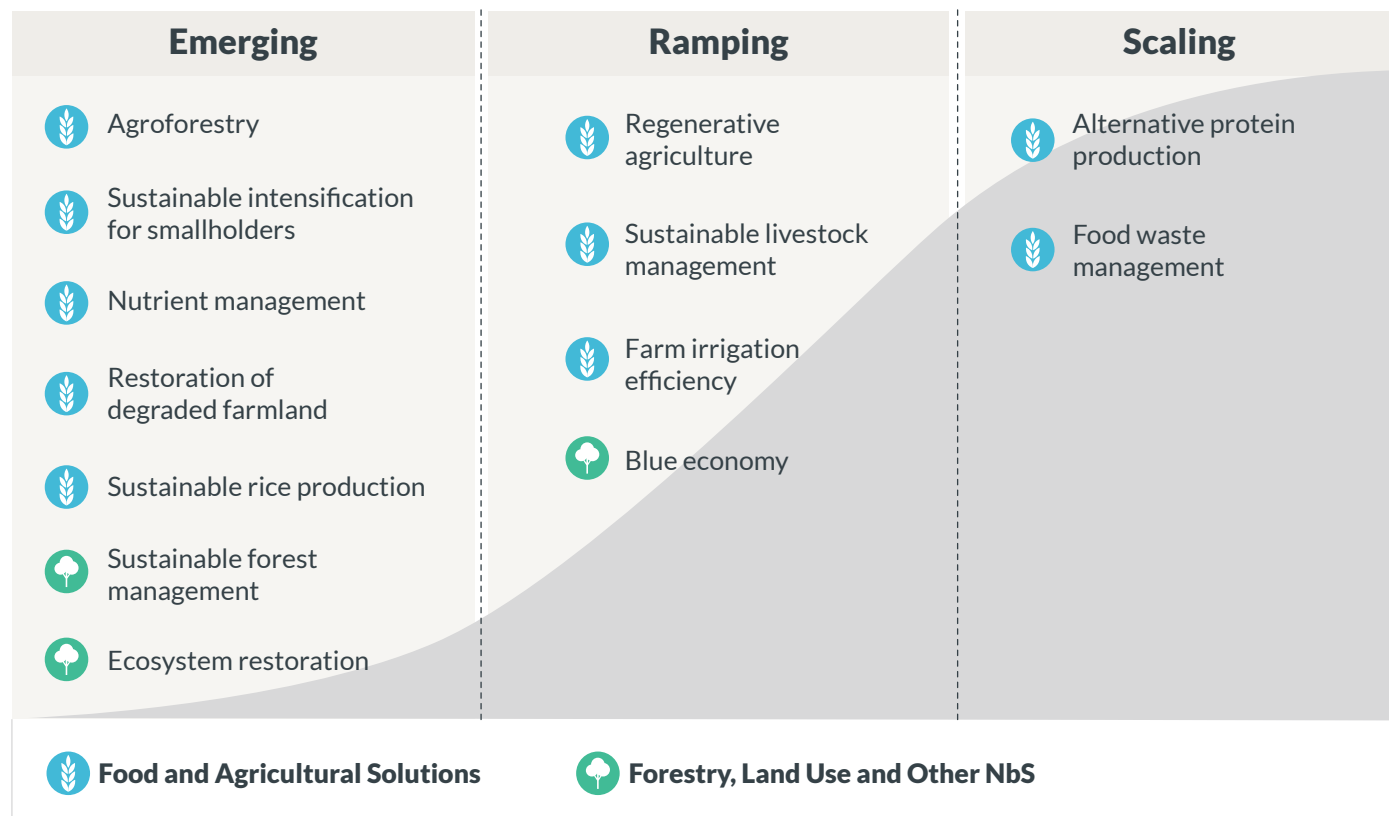 Emerging
Agroforestry
Sustainable intensification
for smallholders
Nutrient management
Restoration of
degraded farmland
Sustainable rice production
Sustainable forest
management
Ecosystem restoration
Ramping
Regenerative
agriculture
Sustainable livestock
management
Farm irrigation
efficiency
Blue economy
Scaling
Alternative protein
production
Food waste
management
Food and Agricultural Solutions
Forestry, Land Use and Other NbS